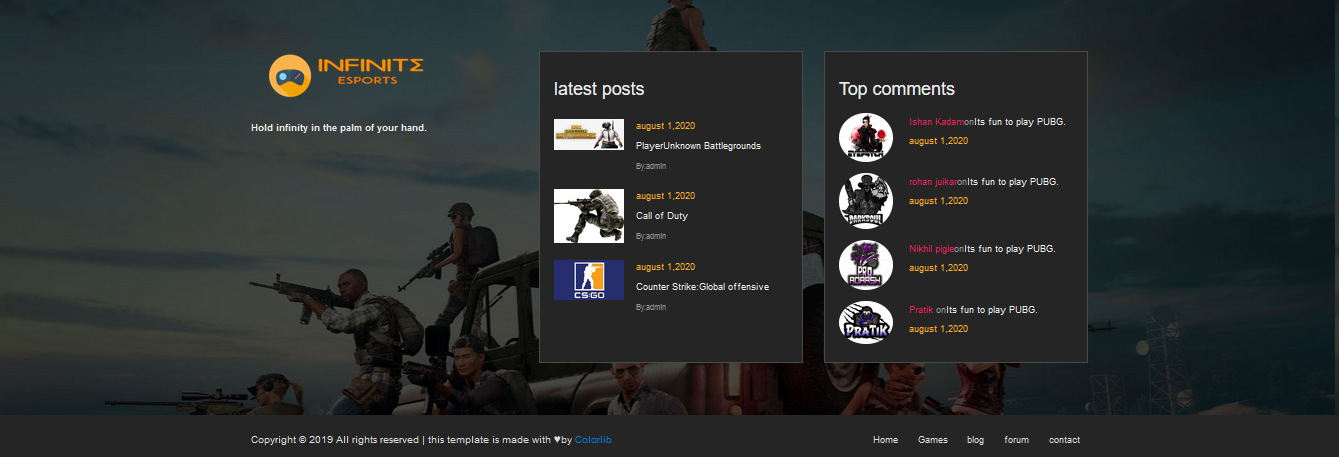 INFINITΣ
ESPORTS
Hold infinity in the palm of your hand.
latest posts
august 1,2020
PlayerUnknown Battlegrounds
By:admin
august 1,2020
Call of Duty
By:admin
CS:GO
august 1,2020
Counter Strike:Global offensive
By:admin
Top comments
Ishan KadamonIts fun to play PUBG.
august 1,2020
rohan juikaronIts fun to play PUBG.
august 1,2020
DARKSOUL
Nikhil pigleonIts fun to play PUBG.
august 1,2020
PRO
ADARSH
Pratik onIts fun to play PUBG.
august 1,2020
PRATIK
Copyright © 2019 All rights reserved | this template is made with ♥by Colorlib
Home Games blog forum contact